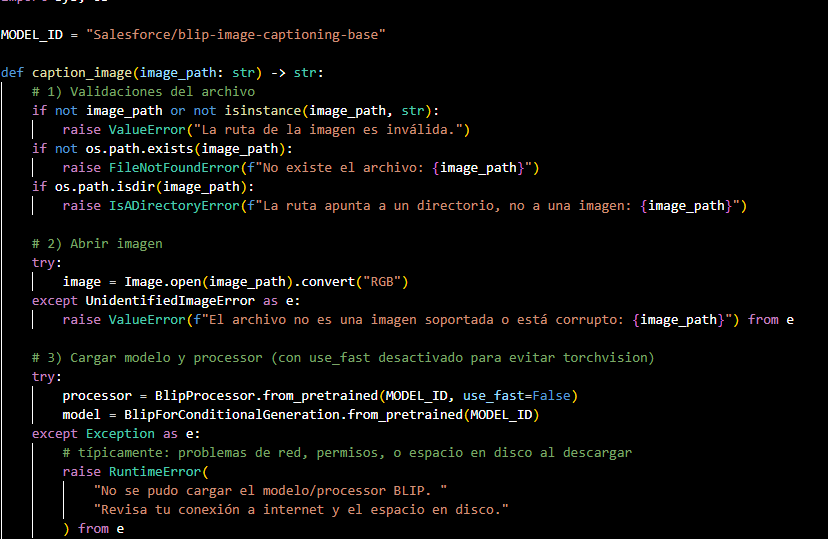 MODEL_ID = "Salesforce/blip-image-captioning-base"
def caption_image(image_path: str) -> str:
# 1) Validaciones del archivo
if not image_path or not isinstance(image_path, str):
raise ValueError("La ruta de la imagen es inválida.")
if not os.path.exists(image_path):
raise FileNotFoundError(f"No existe el archivo: {image_path}")
if os.path.isdir(image_path):
raise IsADirectoryError(f"La ruta apunta a un directorio, no a una imagen: {image_path}")
# 2) Abrir imagen
try:
image = Image.open(image_path).convert("RGB")
except UnidentifiedImageError as e:
raise ValueError(f"El archivo no es una imagen soportada o está corrupto: {image_path}") from e
# 3) Cargar modelo y processor (con use_fast desactivado para evitar torchvision)
try:
processor = BlipProcessor.from_pretrained(MODEL_ID, use_fast=False)
model = BlipForConditionalGeneration.from_pretrained(MODEL_ID)
except Exception as e:
# típicamente: problemas de red, permisos, o espacio en disco al descargar
raise RuntimeError(
"No se pudo cargar el modelo/processor BLIP. "
"Revisa tu conexión a internet y el espacio en disco."
) from e